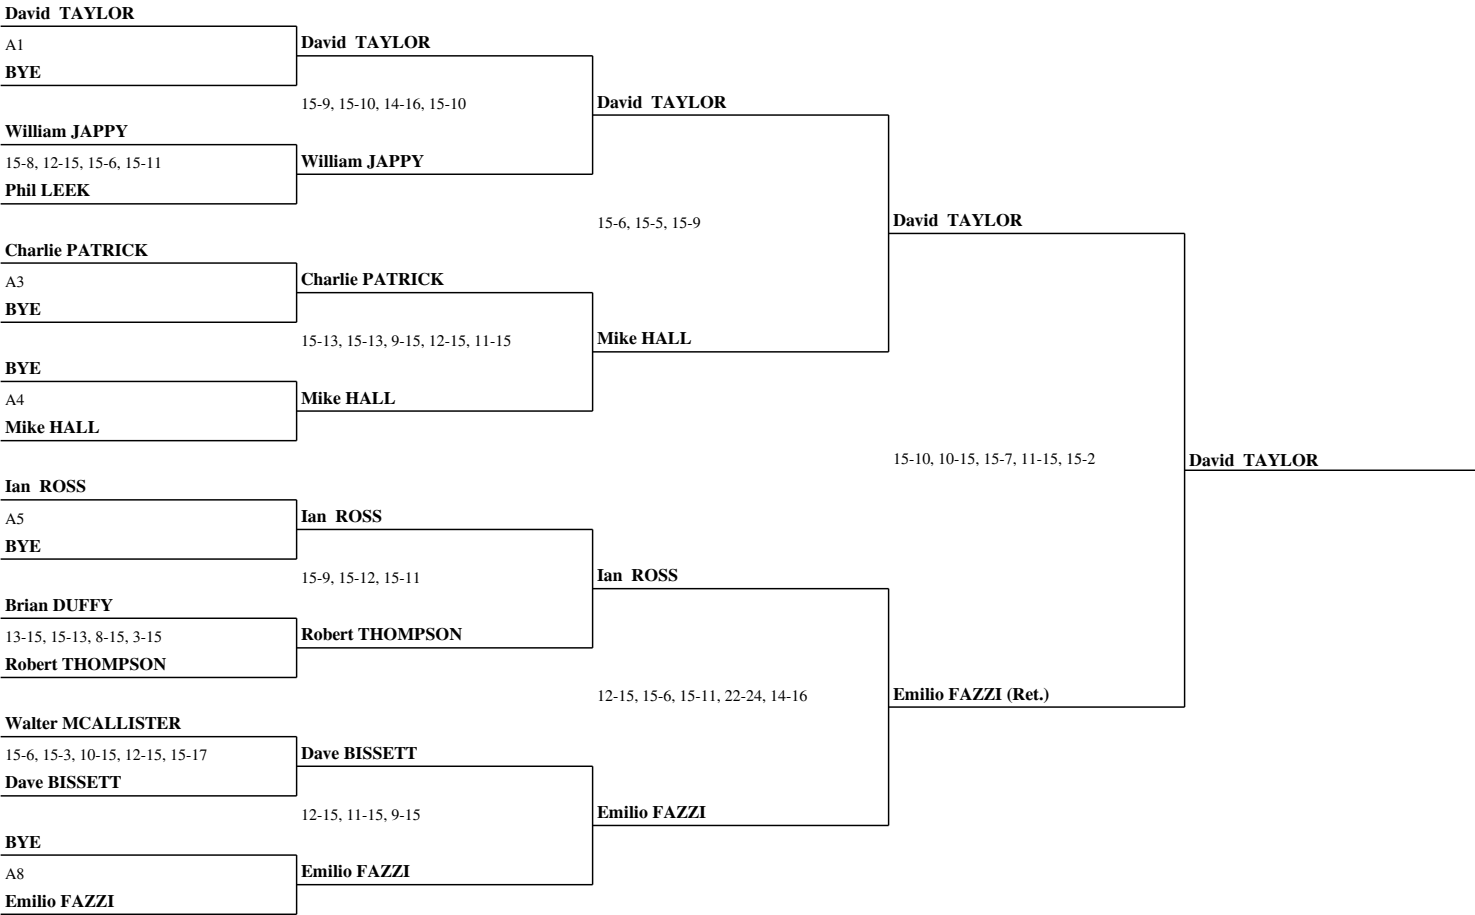 David  TAYLOR
A1
BYE
William JAPPY
15-8, 12-15, 15-6, 15-11
Phil LEEK
Charlie PATRICK
A3
BYE
BYE
A4
Mike HALL
Ian  ROSS
A5
BYE
Brian DUFFY
13-15, 15-13, 8-15, 3-15
Robert THOMPSON
Walter MCALLISTER
15-6, 15-3, 10-15, 12-15, 15-17
Dave BISSETT
BYE
A8
Emilio FAZZI
David  TAYLOR
15-9, 15-10, 14-16, 15-10
William JAPPY
Charlie PATRICK
15-13, 15-13, 9-15, 12-15, 11-15
Mike HALL
Ian  ROSS
15-9, 15-12, 15-11
Robert THOMPSON
Dave BISSETT
12-15, 11-15, 9-15
Emilio FAZZI
David  TAYLOR
15-6, 15-5, 15-9
Mike HALL
Ian  ROSS
12-15, 15-6, 15-11, 22-24, 14-16
Emilio FAZZI
David  TAYLOR
15-10, 10-15, 15-7, 11-15, 15-2
Emilio FAZZI (Ret.)
David  TAYLOR